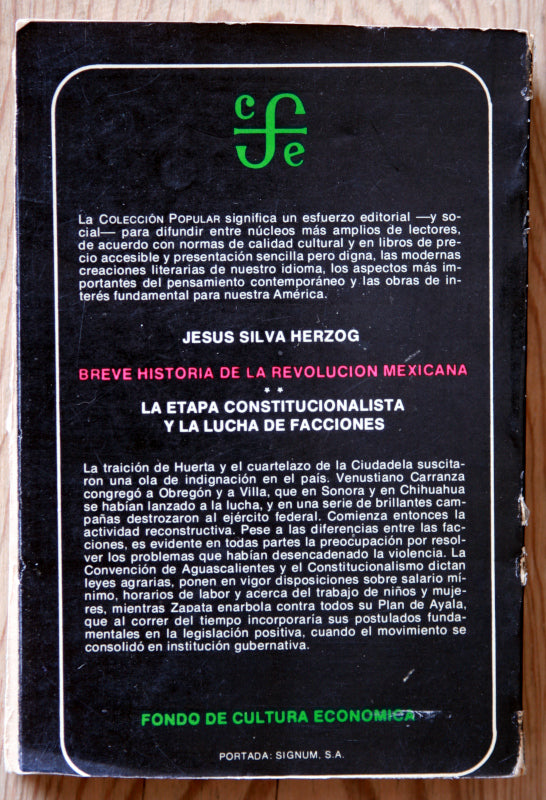 c f e
La COLECCIÓN POPULAR significa un esfuerzo editorial —y so-
cial— para difundir entre núcleos más amplios de lectores,
de acuerdo con normas de calidad cultural y en libros de pre-
cio accesible y presentación sencilla pero digna, las modernas
creaciones literarias de nuestro idioma, los aspectos más im-
portantes del pensamiento contemporáneo y las obras de in-
terés fundamental para nuestra América.
JESUS SILVA HERZOG
BREVE HISTORIA DE LA REVOLUCION MEXICANA
* *
LA ETAPA CONSTITUCIONALISTA
Y LA LUCHA DE FACCIONES
La traición de Huerta y el cuartelazo de la Ciudadela suscita-
ron una ola de indignación en el país. Venustiano Carranza
congregó a Obregón y a Villa, que en Sonora y en Chihuahua
se habían lanzado a la lucha, y en una serie de brillantes cam-
pañas destrozaron al ejército federal. Comienza entonces la
actividad reconstructiva. Pese a las diferencias entre las fac-
ciones, es evidente en todas partes la preocupación por resol-
ver los problemas que habían desencadenado la violencia. La
Convención de Aguascalientes y el Constitucionalismo dictan
leyes agrarias, ponen en vigor disposiciones sobre salario mí-
nimo, horarios de labor y acerca del trabajo de niños y muje-
res, mientras Zapata enarbola contra todos su Plan de Ayala,
que al correr del tiempo incorporaría sus postulados funda-
mentales en la legislación positiva, cuando el movimiento se
consolidó en institución gubernativa.
FONDO DE CULTURA ECONOMICA
PORTADA: SIGNUM, S.A.